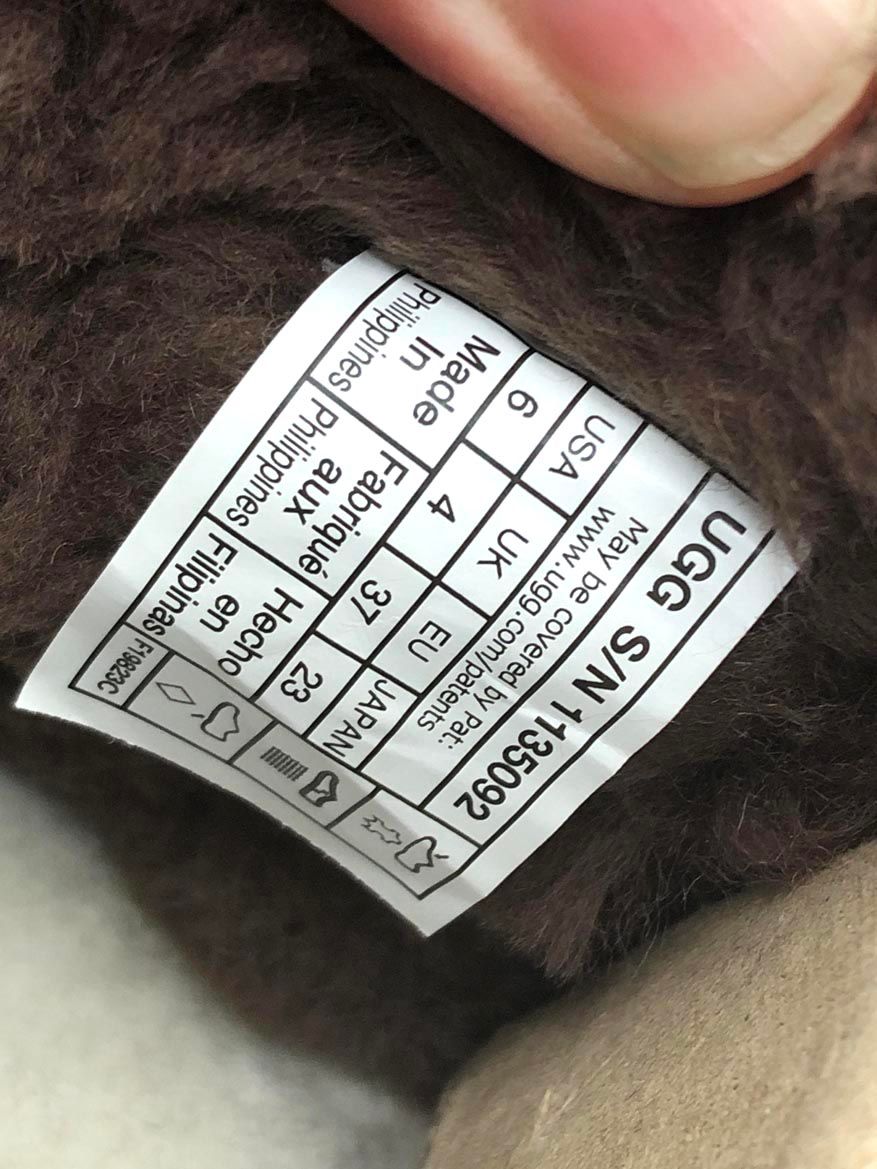 UGG S/N 1135092
May be covered by Pat:
www.ugg.com/patents
USA UK EU JAPAN
6 4 37 23
Made in Philippines
Fabriqué aux Philippines
Hecho en Filipinas
F19823C